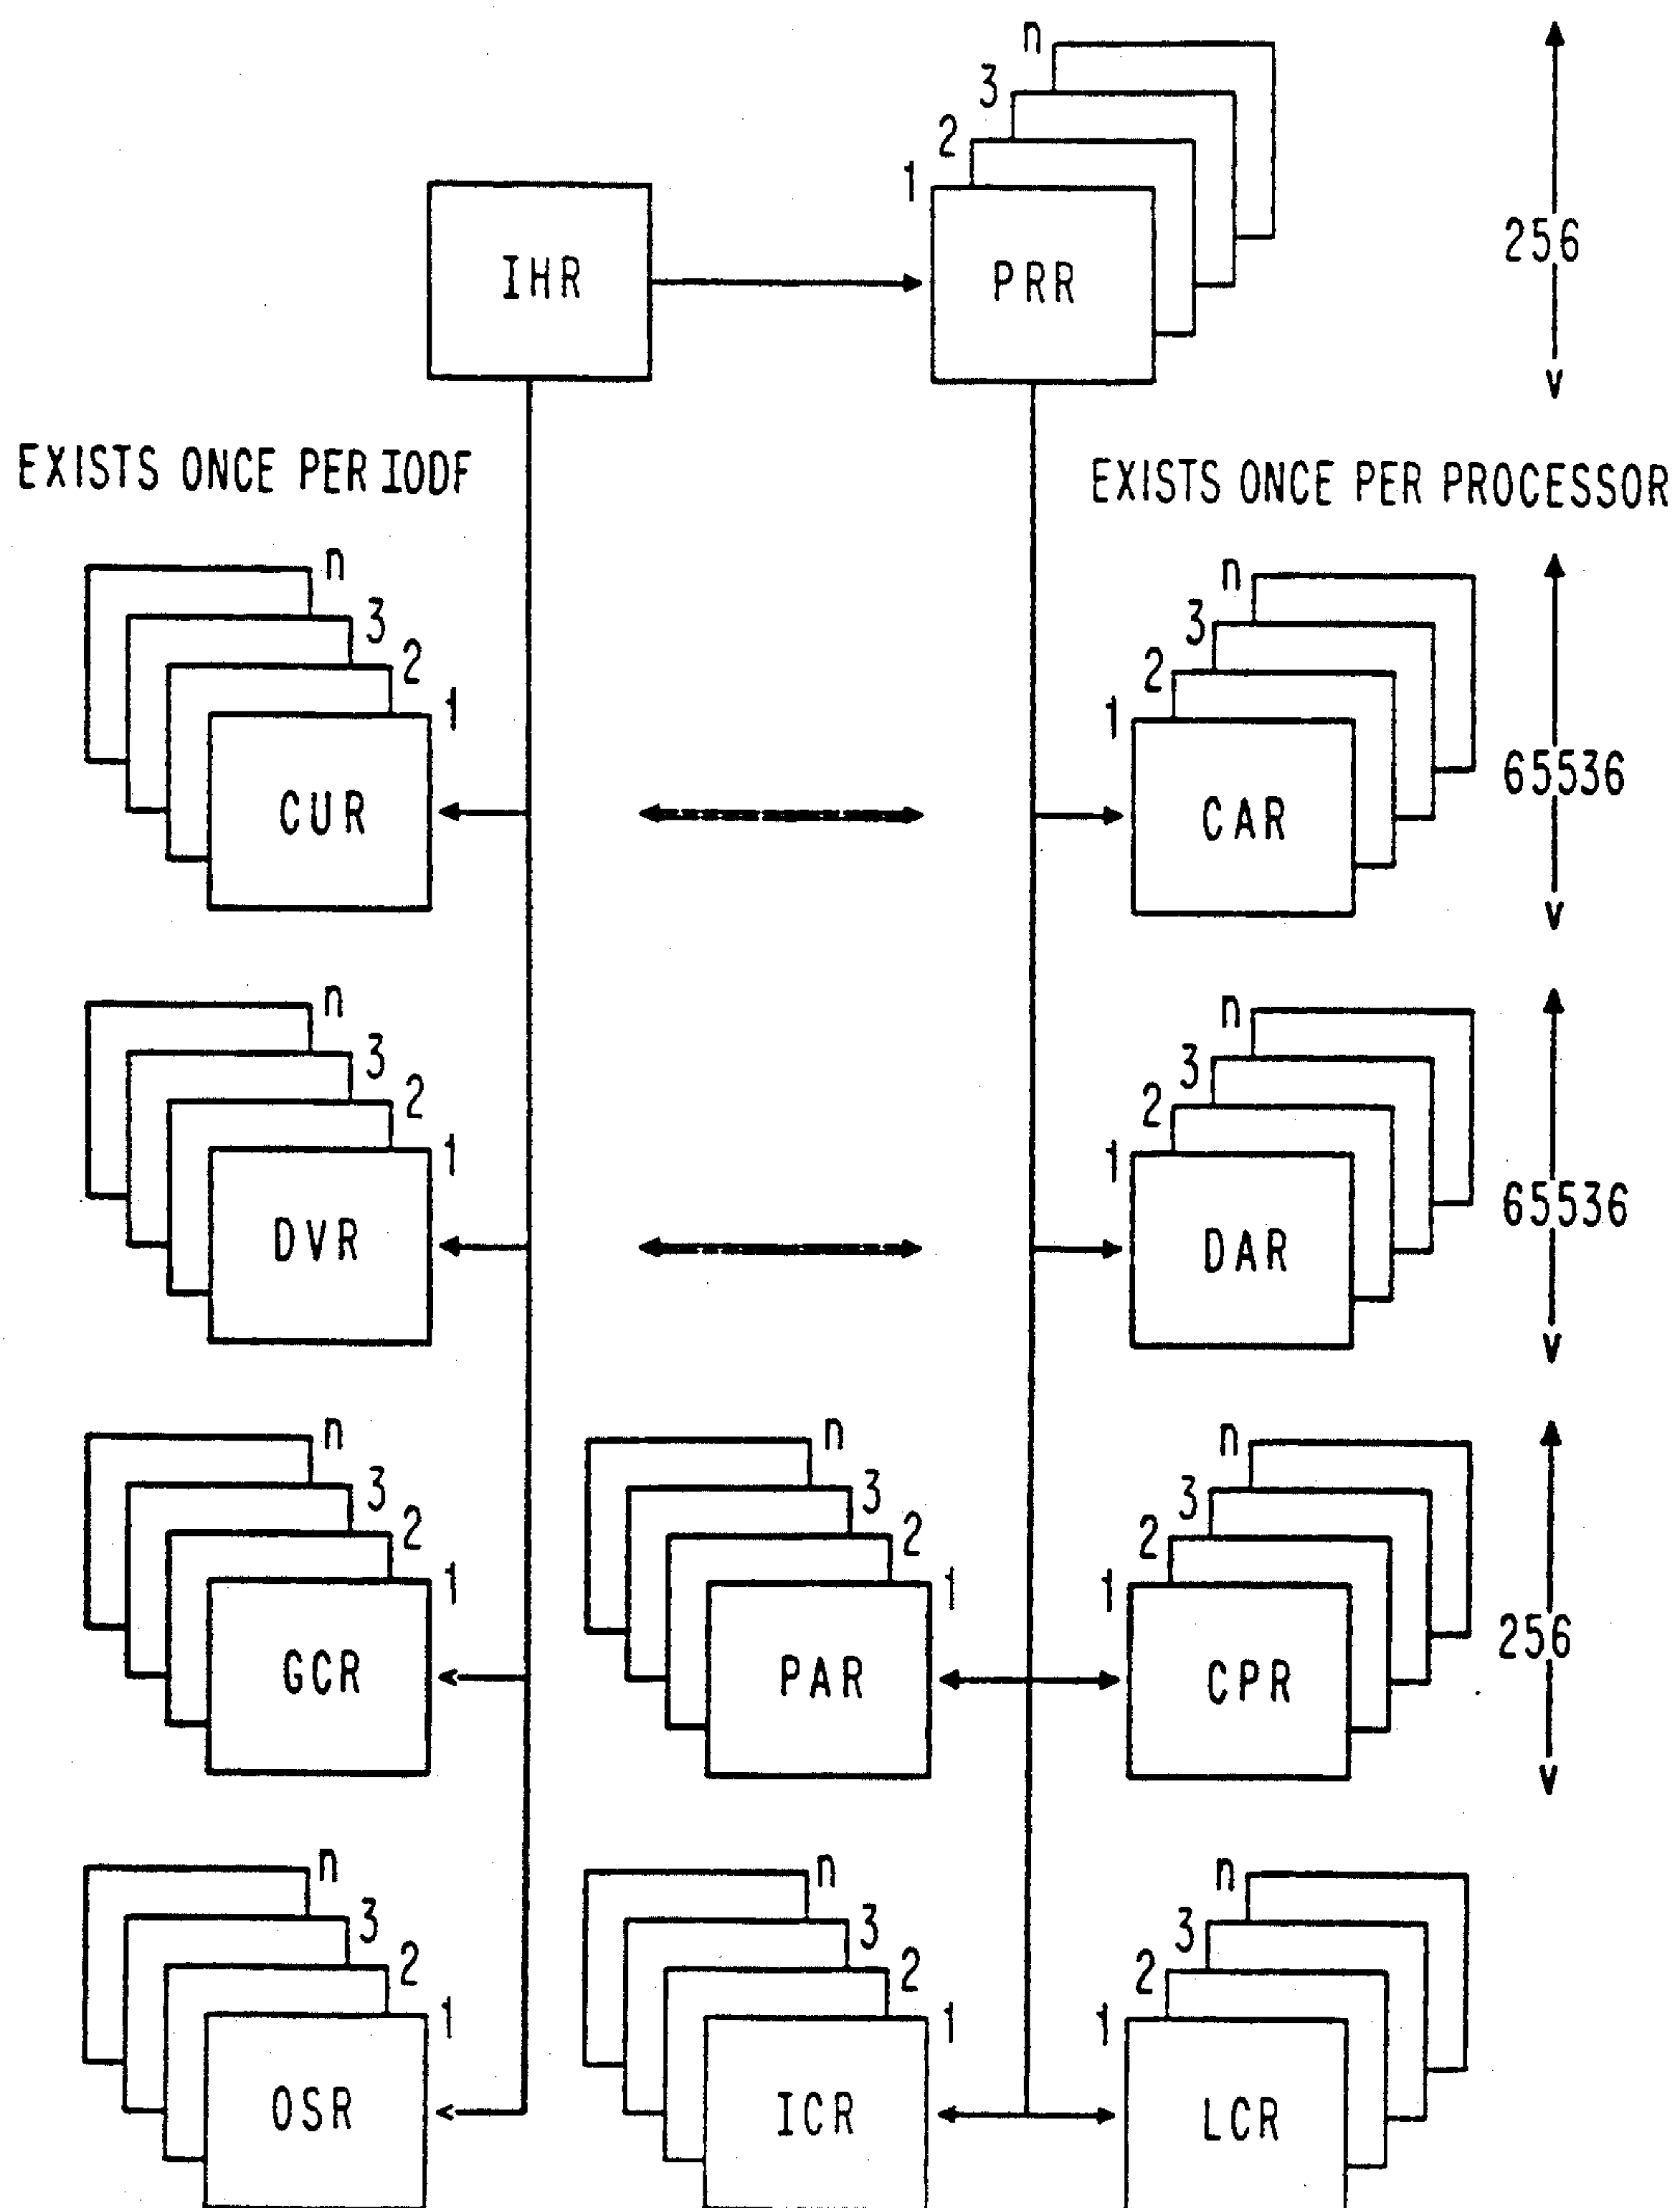 n
3
2
1
IHR
PRR
256
EXISTS ONCE PER IODF
EXISTS ONCE PER PROCESSOR
n
3
2
1
CUR
n
3
2
1
CAR
65536
n
3
2
1
DVR
n
3
2
1
DAR
65536
n
3
2
1
GCR
n
3
2
1
PAR
n
3
2
1
CPR
256
n
3
2
1
OSR
n
3
2
1
ICR
n
3
2
1
LCR